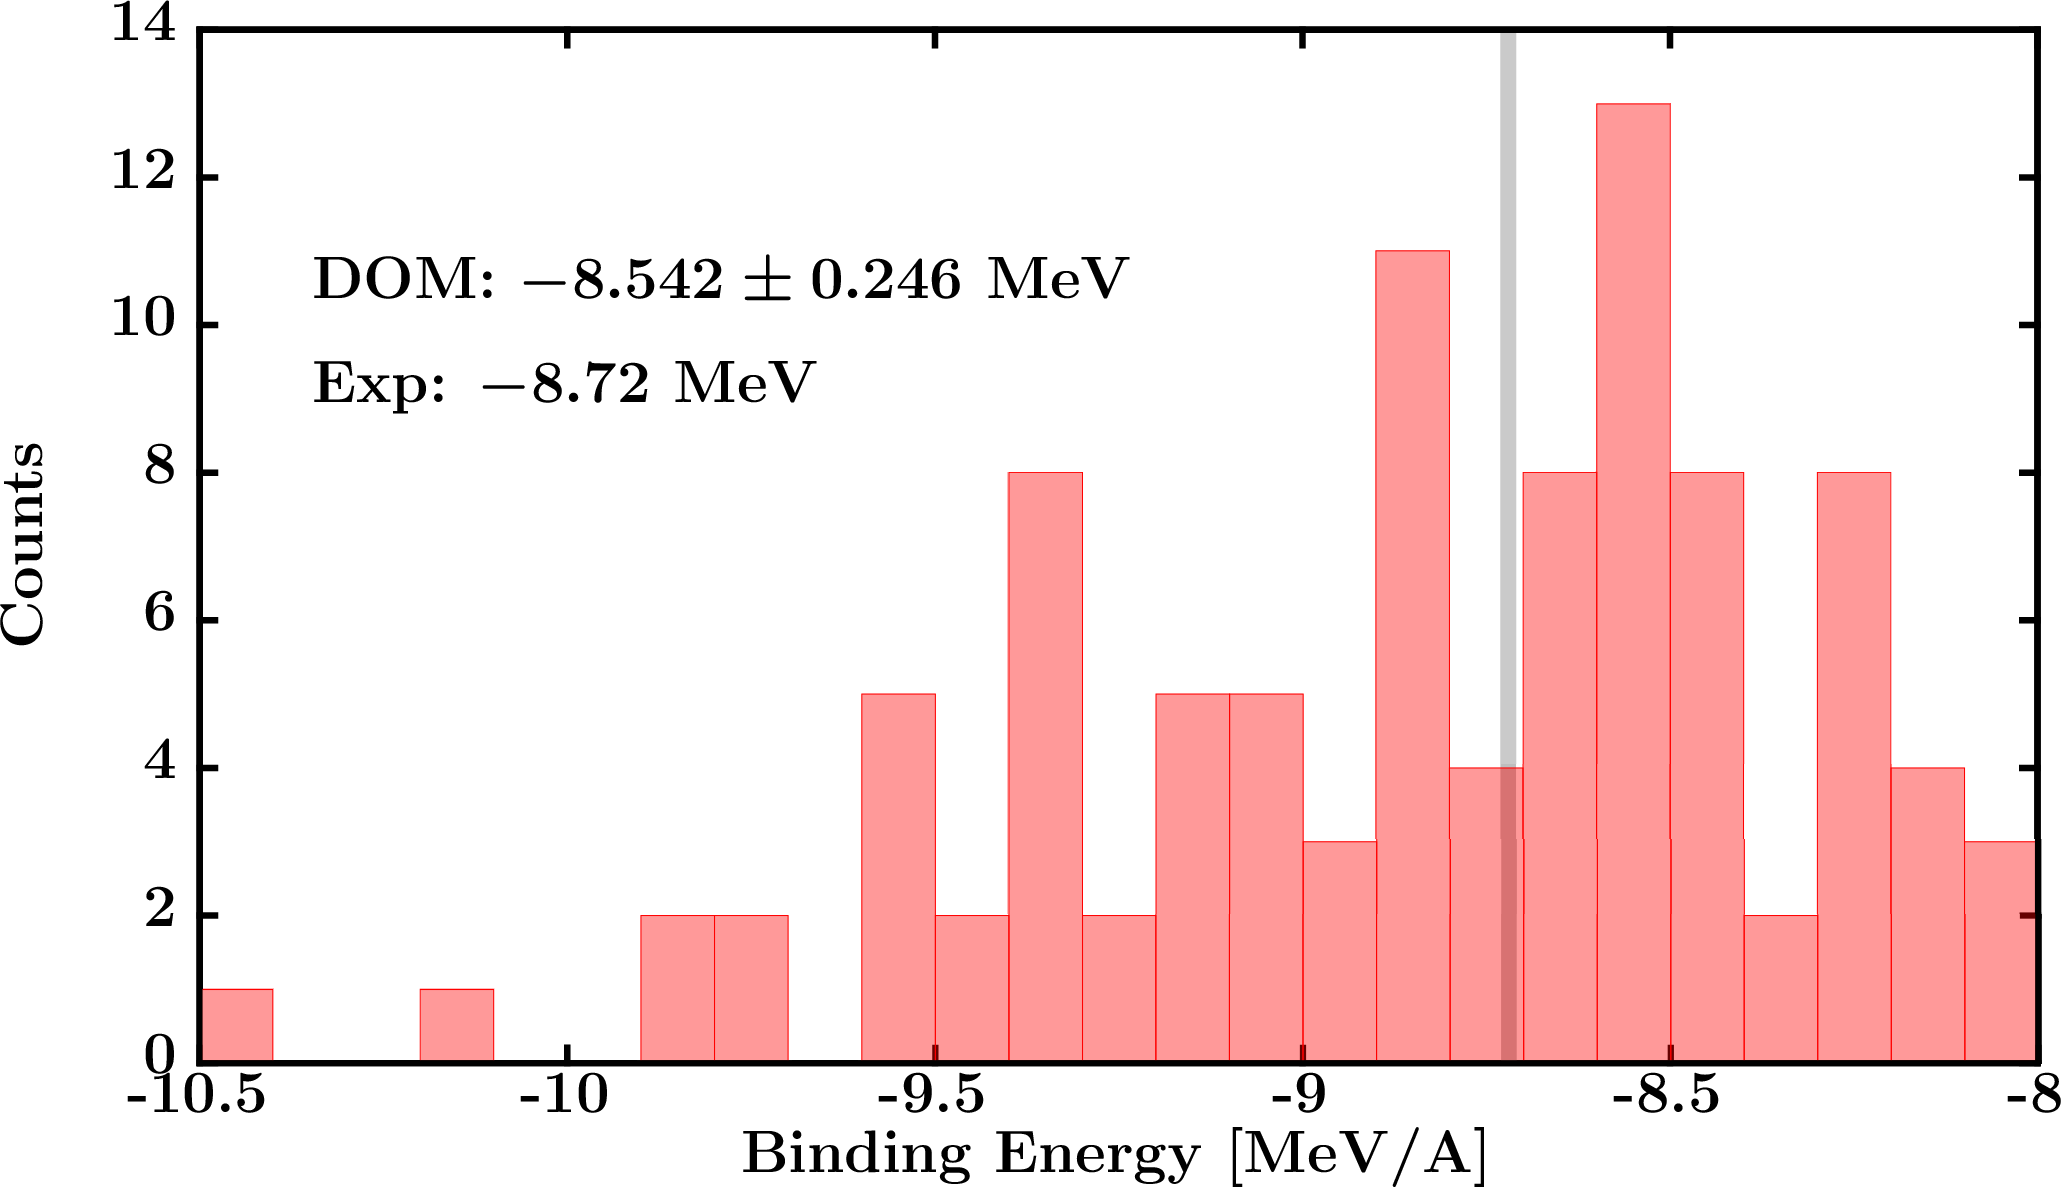 14
12
10
8
6
4
2
0
Counts
DOM: −8.542 ± 0.246 MeV
Exp: −8.72 MeV
-10.5 -10 -9.5 -9 -8.5 -8
Binding Energy [MeV/A]